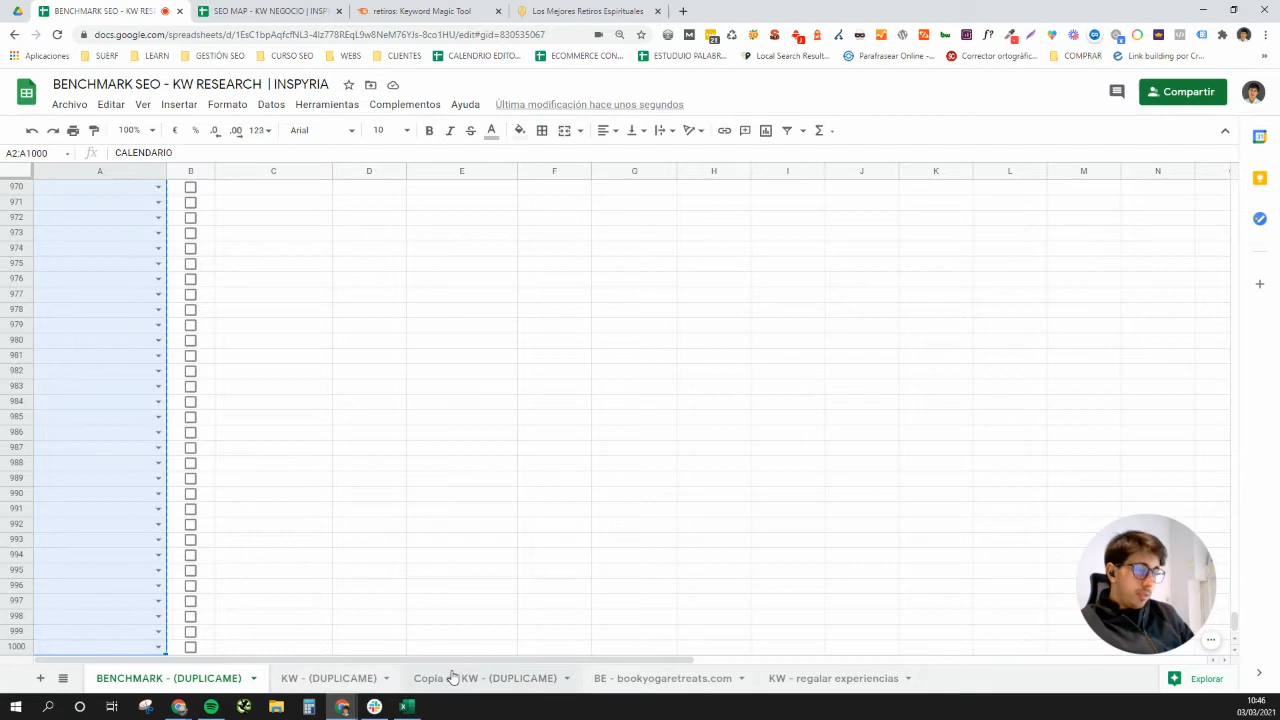 BENCHMARK SEO - KW RES
SEO MAP - KW NEGOCIO | INSPI
retiros: Keyword Magic Tool
Los Mejores Retiros Espirituales
docs.google.com/spreadsheets/d/1EsC1bpAqfcfNL3-4lz778REqL9w8NeM76YJs-8co1HU/edit#gid=830535067
Aplicaciones
SUERF
LEARN
GESTIÓN SEO
CURSO SEO
WEBS
CLIENTES
CALENDARIO EDITO...
ECOMMERCE CON...
ESTUDIO PALABR...
Local Search Result...
Parafrasear Online -...
Corrector ortográfic...
COMPRAR
Link building por Cr...
BENCHMARK SEO - KW RESEARCH | INSPYRIA
Compartir
Archivo Editar Ver Insertar Formato Datos Herramientas Complementos Ayuda Última modificación hace unos segundos
100% € % .0 .00 123 Arial 10 B I S A
A2:A1000 fx CALENDARIO
A B C D E F G H I J K L M N
970
971
972
973
974
975
976
977
978
979
980
981
982
983
984
985
986
987
988
989
990
991
992
993
994
995
996
997
998
999
1000
BENCHMARK - (DUPLICAME)
KW - (DUPLICAME)
Copia (DUPLICAME)
BE - bookyogaretreats.com
KW - regalar experiencias
Explorar
10:46
03/03/2021